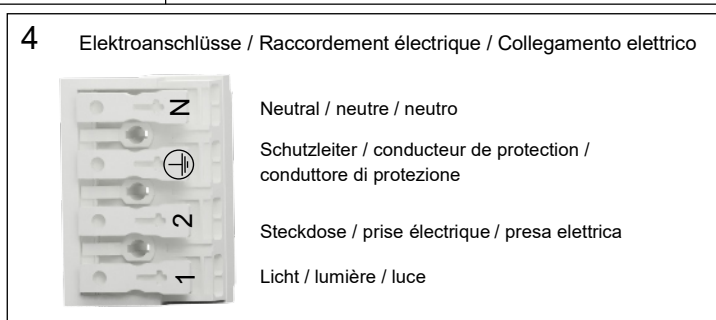 4 Elektroanschlüsse / Raccordement électrique / Collegamento elettrico
N
Neutral / neutre / neutro
Schutzleiter / conducteur de protection /
conduttore di protezione
2
Steckdose / prise électrique / presa elettrica
1
Licht / lumière / luce